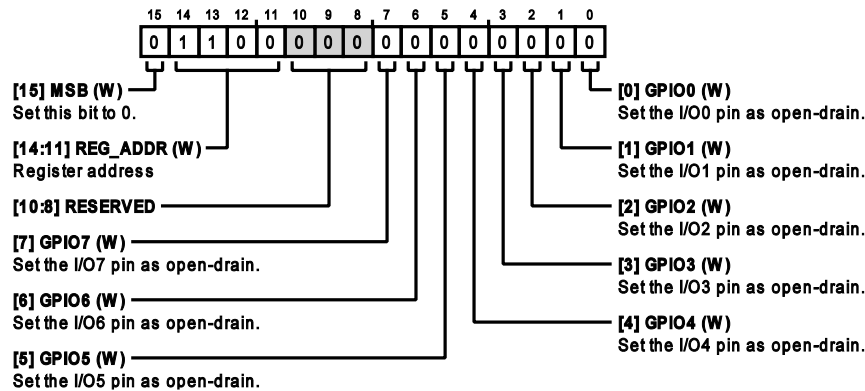 15 14 13 12 11 10 9 8 7 6 5 4 3 2 1 0
0 1 1 0 0 0 0 0 0 0 0 0 0 0 0 0
[15] MSB (W)
Set this bit to 0.
[14:11] REG_ADDR (W)
Register address
[10:8] RESERVED
[7] GPIO7 (W)
Set the I/O7 pin as open-drain.
[6] GPIO6 (W)
Set the I/O6 pin as open-drain.
[5] GPIO5 (W)
Set the I/O5 pin as open-drain.
[0] GPIO0 (W)
Set the I/O0 pin as open-drain.
[1] GPIO1 (W)
Set the I/O1 pin as open-drain.
[2] GPIO2 (W)
Set the I/O2 pin as open-drain.
[3] GPIO3 (W)
Set the I/O3 pin as open-drain.
[4] GPIO4 (W)
Set the I/O4 pin as open-drain.